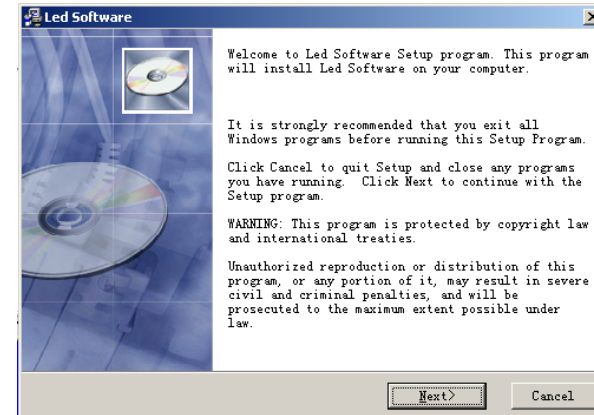 Led Software
Welcome to Led Software Setup program. This program
will install Led Software on your computer.
It is strongly recommended that you exit all
Windows programs before running this Setup Program.
Click Cancel to quit Setup and close any programs
you have running. Click Next to continue with the
Setup program.
WARNING: This program is protected by copyright law
and international treaties.
Unauthorized reproduction or distribution of this
program, or any portion of it, may result in severe
civil and criminal penalties, and will be
prosecuted to the maximum extent possible under
law.
Next>
Cancel